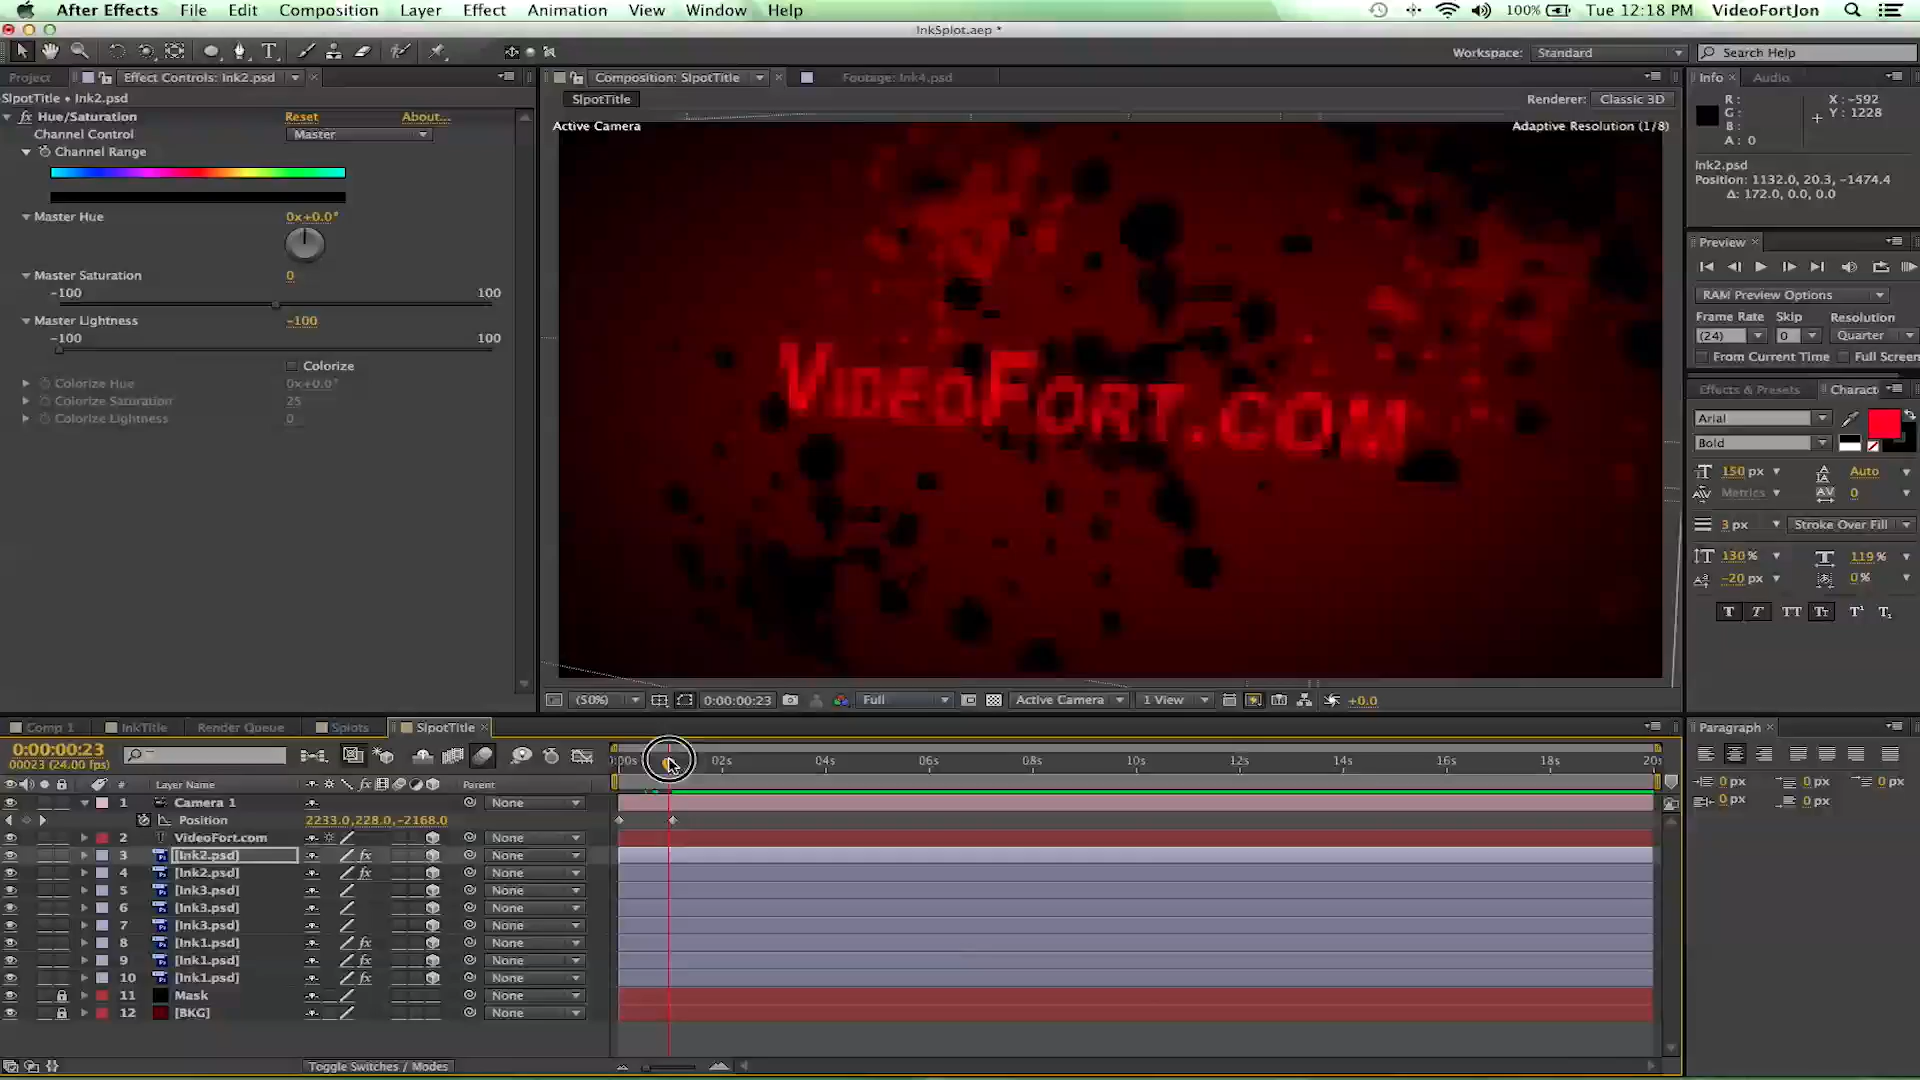 After Effects File Edit Composition Layer Effect Animation View Window Help 100% Tue 12:18 PM VideoFortJon
InkSplot.aep *
Workspace: Standard Search Help
Project Effect Controls: Ink2.psd Composition: SlpotTitle Footage: Ink4.psd Info Audio
SlpotTitle • Ink2.psd
SlpotTitle Renderer: Classic 3D
R: X: -592
G: Y: 1228
B:
A: 0
fx Hue/Saturation Reset About...
Active Camera Adaptive Resolution (1/8)
Channel Control Master
Channel Range
Ink2.psd
Position: 1132.0, 20.3, -1474.4
Δ: 172.0, 0.0, 0.0
Master Hue 0x+0.0°
Preview
Master Saturation 0
-100 100
RAM Preview Options
Master Lightness -100
Frame Rate Skip Resolution
-100 100
(24) 0 Quarter
From Current Time Full Screen
Colorize
Colorize Hue 0x+0.0°
Colorize Saturation 25
Colorize Lightness 0
VideoFort.com
Effects & Presets Charact
Arial
Bold
150 px Auto
Metrics 0
3 px Stroke Over Fill
130 % 119 %
-20 px 0 %
T T TT Tt T¹ T₁
(50%) 0:00:00:23 Full Active Camera 1 View +0.0
Comp 1 InkTitle Render Queue Splots SlpotTitle
Paragraph
0:00:00:23
00023 (24.00 fps)
0:00s 02s 04s 06s 08s 10s 12s 14s 16s 18s 20s
0 px 0 px 0 px
0 px 0 px
# Layer Name Parent
1 Camera 1 None
Position 2233.0,228.0,-2168.0
2 VideoFort.com None
3 [Ink2.psd] fx None
4 [Ink2.psd] fx None
5 [Ink3.psd] None
6 [Ink3.psd] None
7 [Ink3.psd] None
8 [Ink1.psd] fx None
9 [Ink1.psd] fx None
10 [Ink1.psd] fx None
11 Mask None
12 [BKG] None
Toggle Switches / Modes